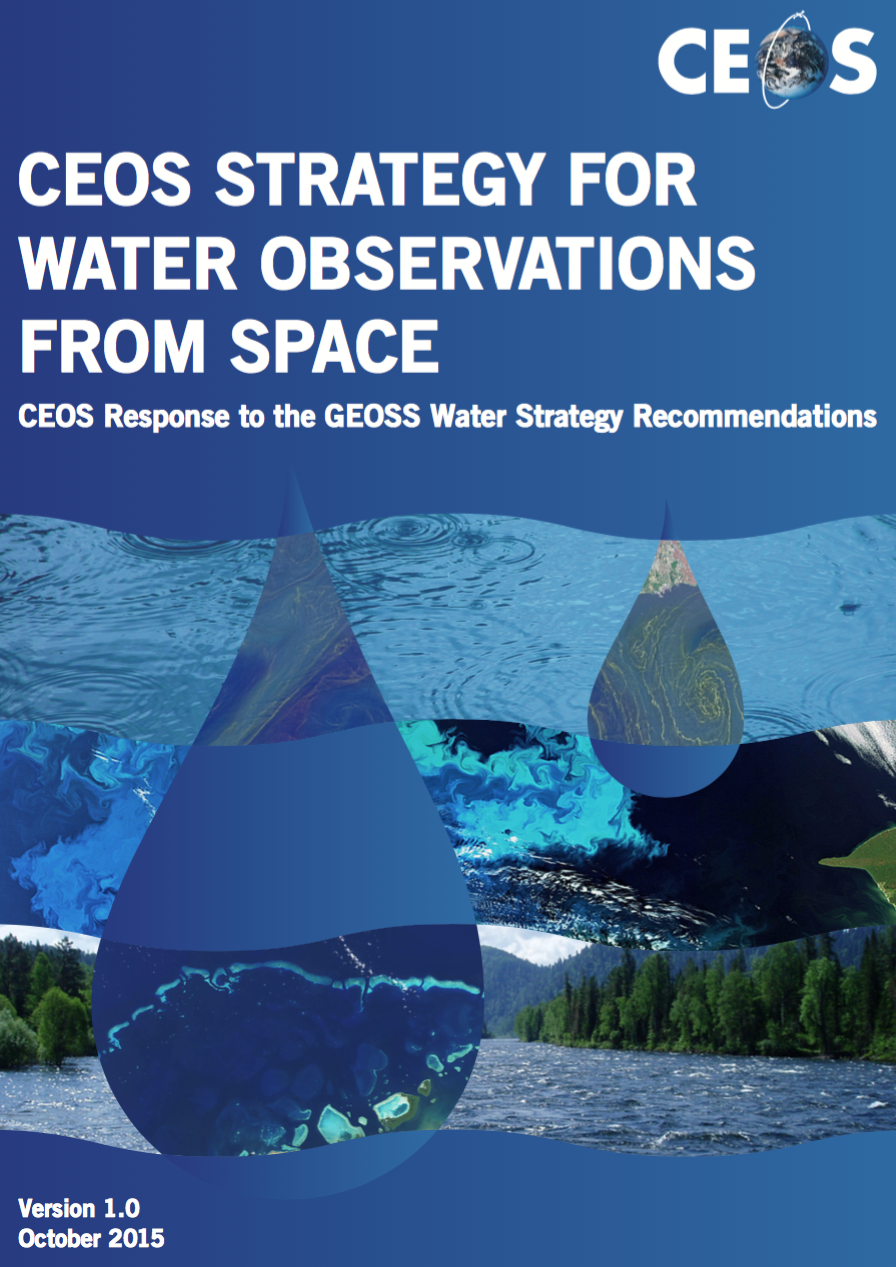 CEOS
CEOS STRATEGY FOR
WATER OBSERVATIONS
FROM SPACE
CEOS Response to the GEOSS Water Strategy Recommendations
Version 1.0
October 2015